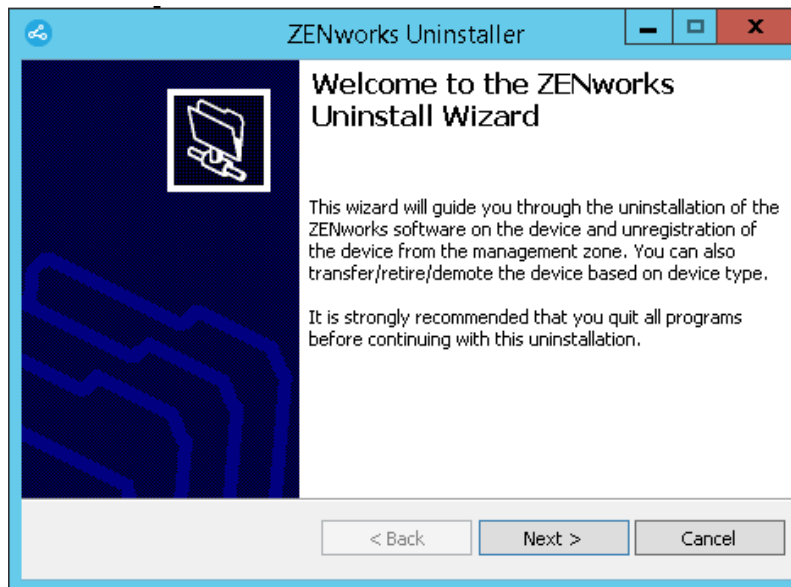 ZENworks Uninstaller
Welcome to the ZENworks
Uninstall Wizard
This wizard will guide you through the uninstallation of the
ZENworks software on the device and unregistration of
the device from the management zone. You can also
transfer/retire/demote the device based on device type.
It is strongly recommended that you quit all programs
before continuing with this uninstallation.
< Back
Next >
Cancel